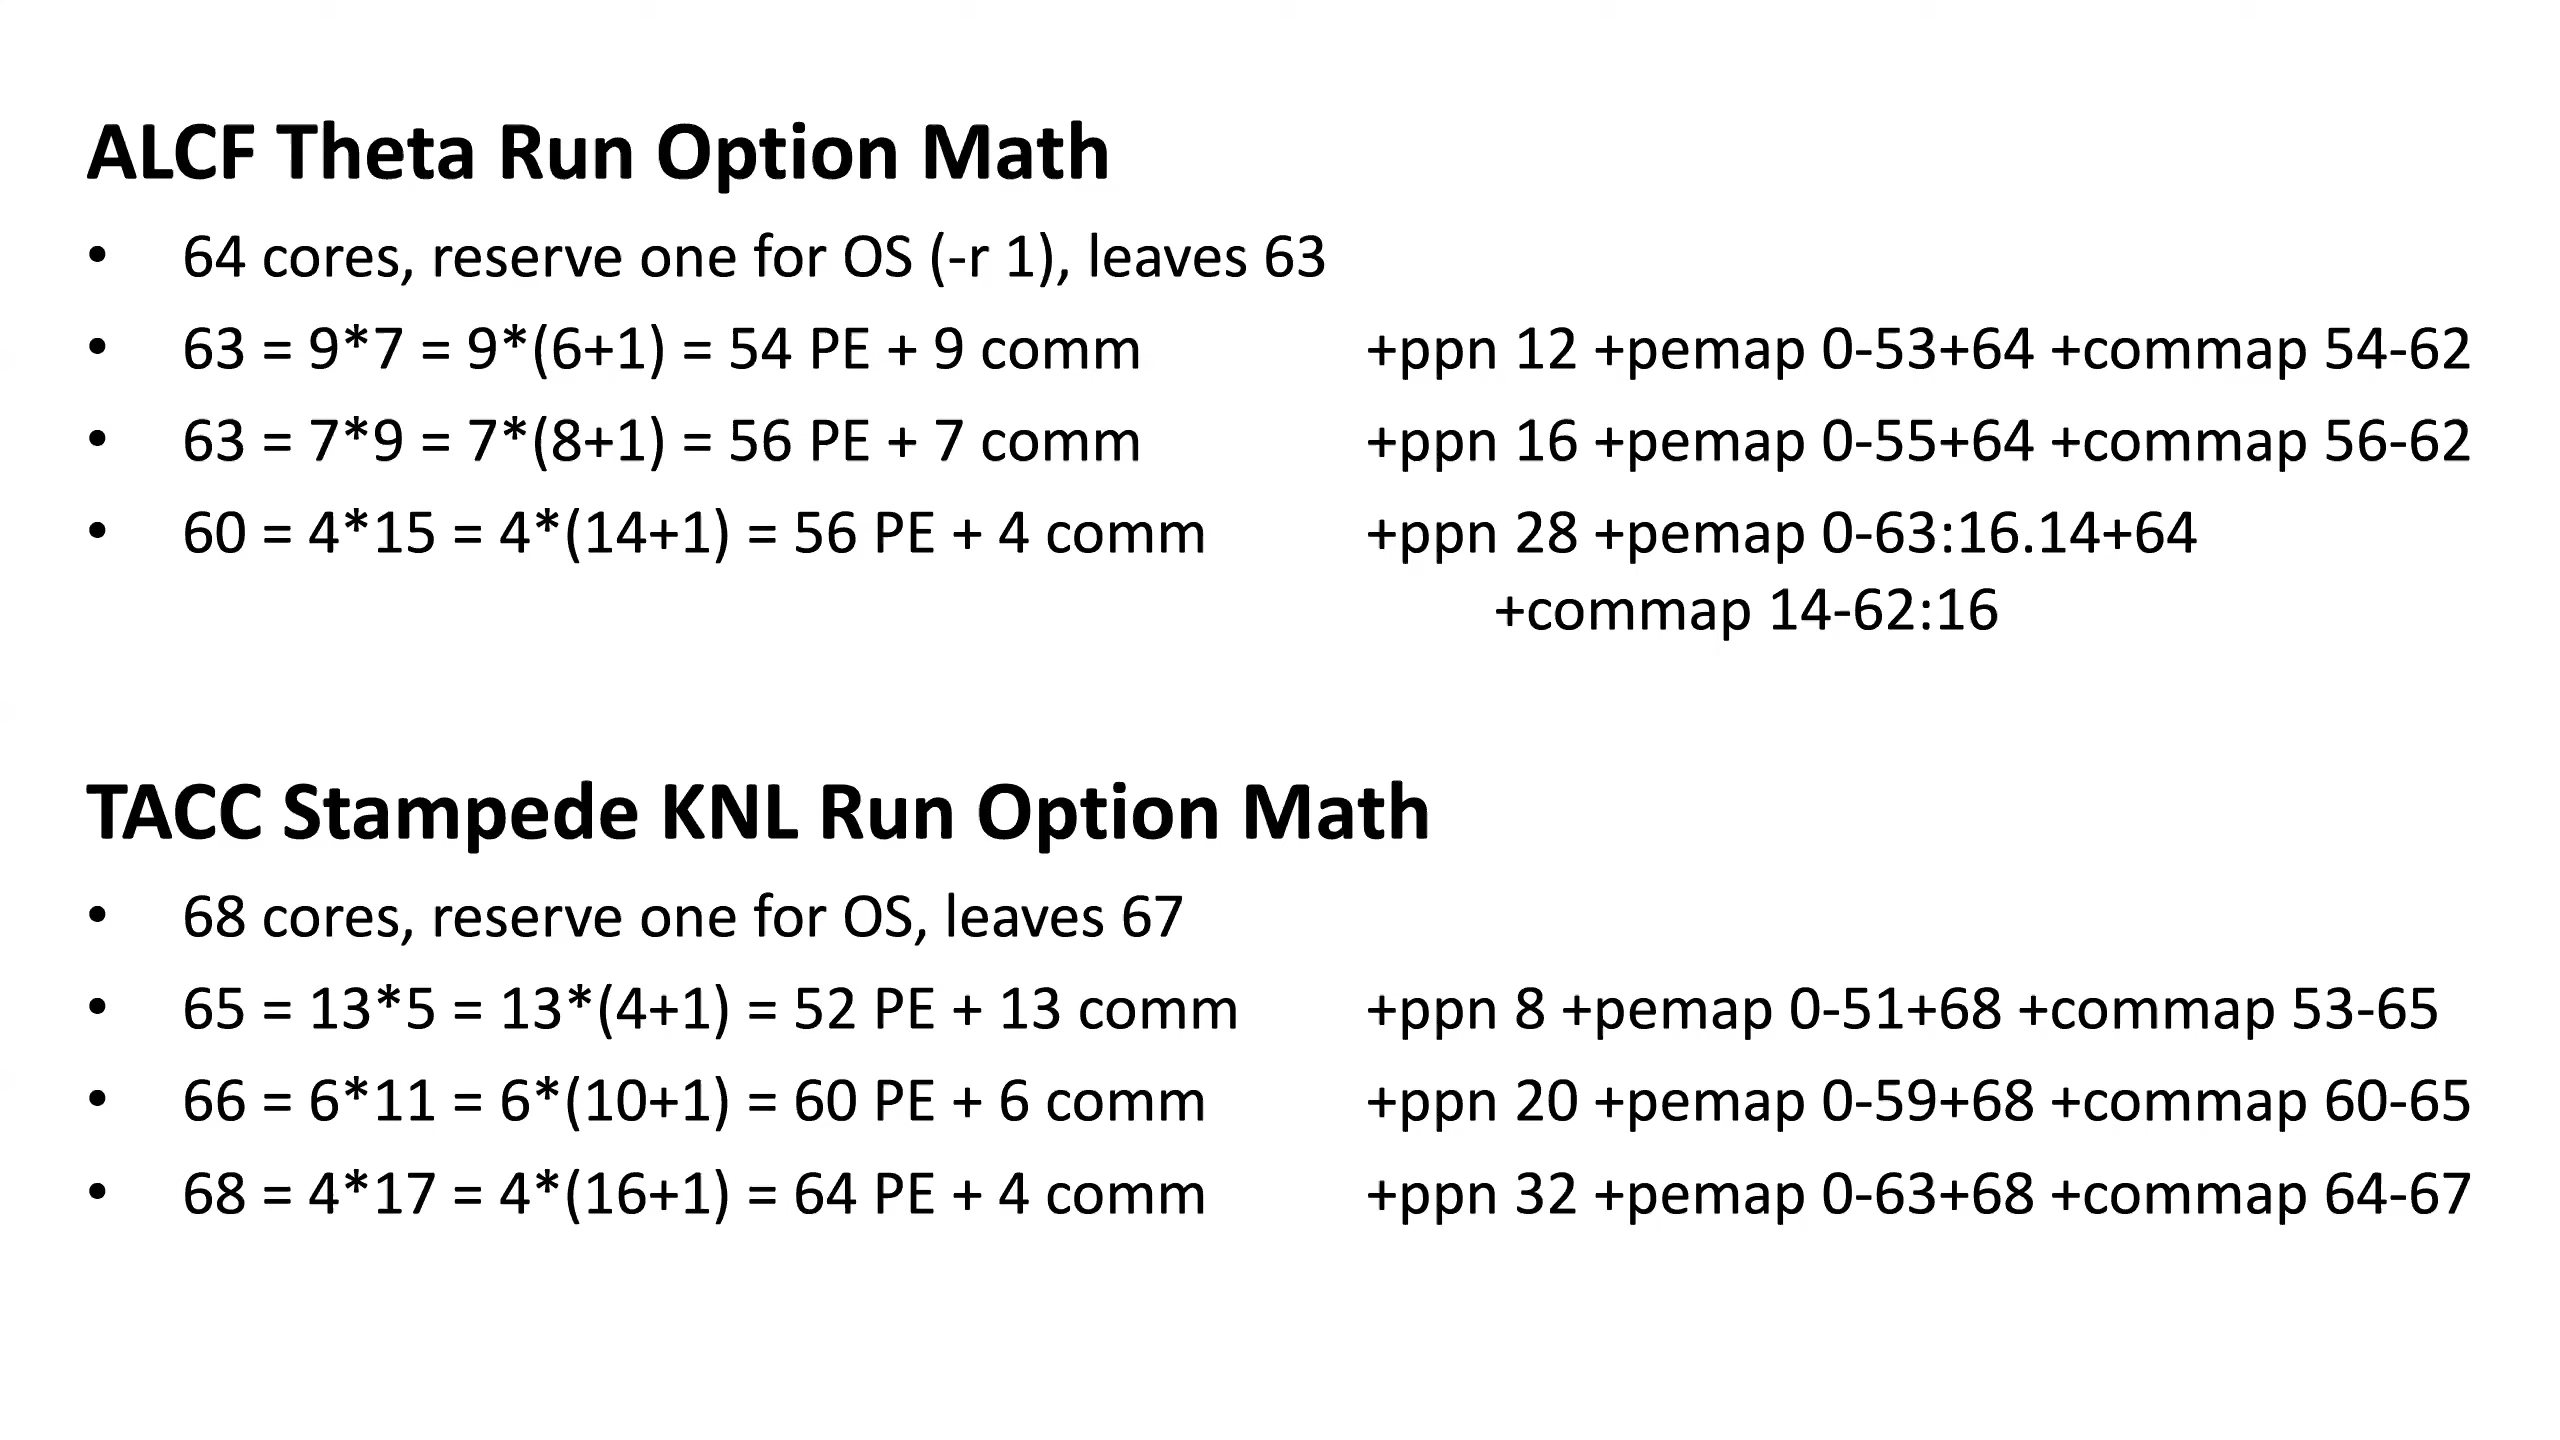 ALCF Theta Run Option Math
• 64 cores, reserve one for OS (-r 1), leaves 63
• 63 = 9*7 = 9*(6+1) = 54 PE + 9 comm +ppn 12 +pemap 0-53+64 +commap 54-62
• 63 = 7*9 = 7*(8+1) = 56 PE + 7 comm +ppn 16 +pemap 0-55+64 +commap 56-62
• 60 = 4*15 = 4*(14+1) = 56 PE + 4 comm +ppn 28 +pemap 0-63:16.14+64
+commap 14-62:16
TACC Stampede KNL Run Option Math
• 68 cores, reserve one for OS, leaves 67
• 65 = 13*5 = 13*(4+1) = 52 PE + 13 comm +ppn 8 +pemap 0-51+68 +commap 53-65
• 66 = 6*11 = 6*(10+1) = 60 PE + 6 comm +ppn 20 +pemap 0-59+68 +commap 60-65
• 68 = 4*17 = 4*(16+1) = 64 PE + 4 comm +ppn 32 +pemap 0-63+68 +commap 64-67